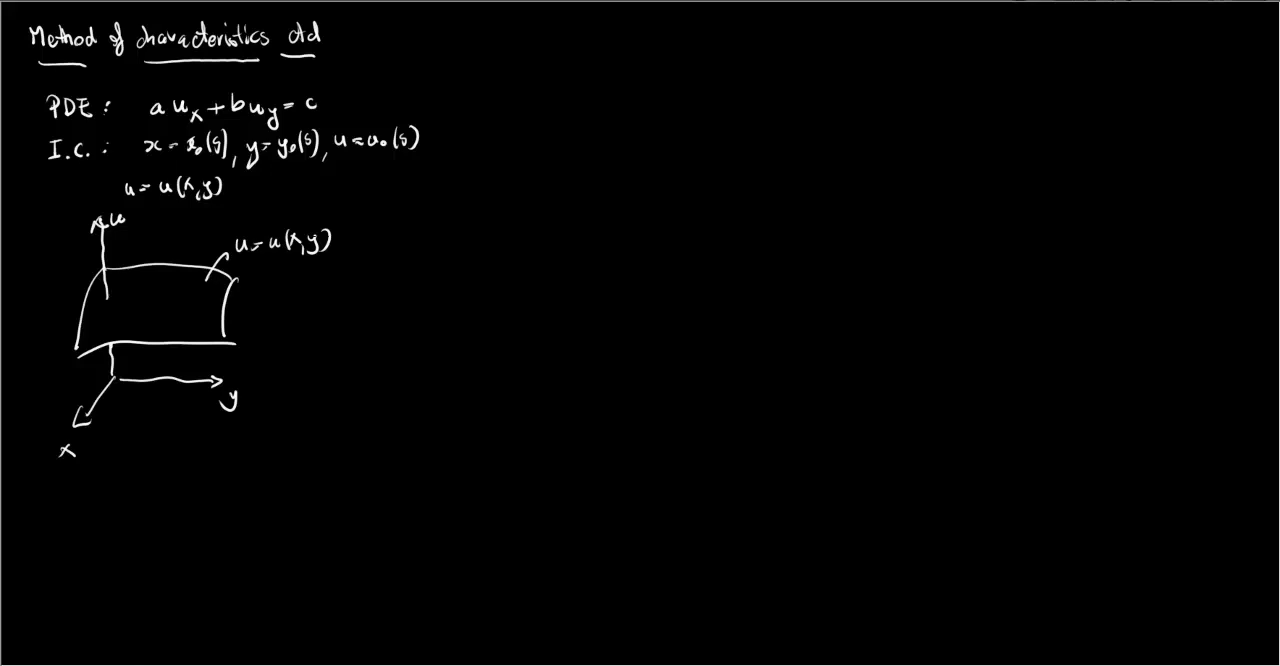 Method of characteristics ctd
PDE : a u_x + b u_y = c
I.C. : x = x_0(s), y = y_0(s), u = u_0(s)
u = u(x,y)
u
u = u(x,y)
y
x